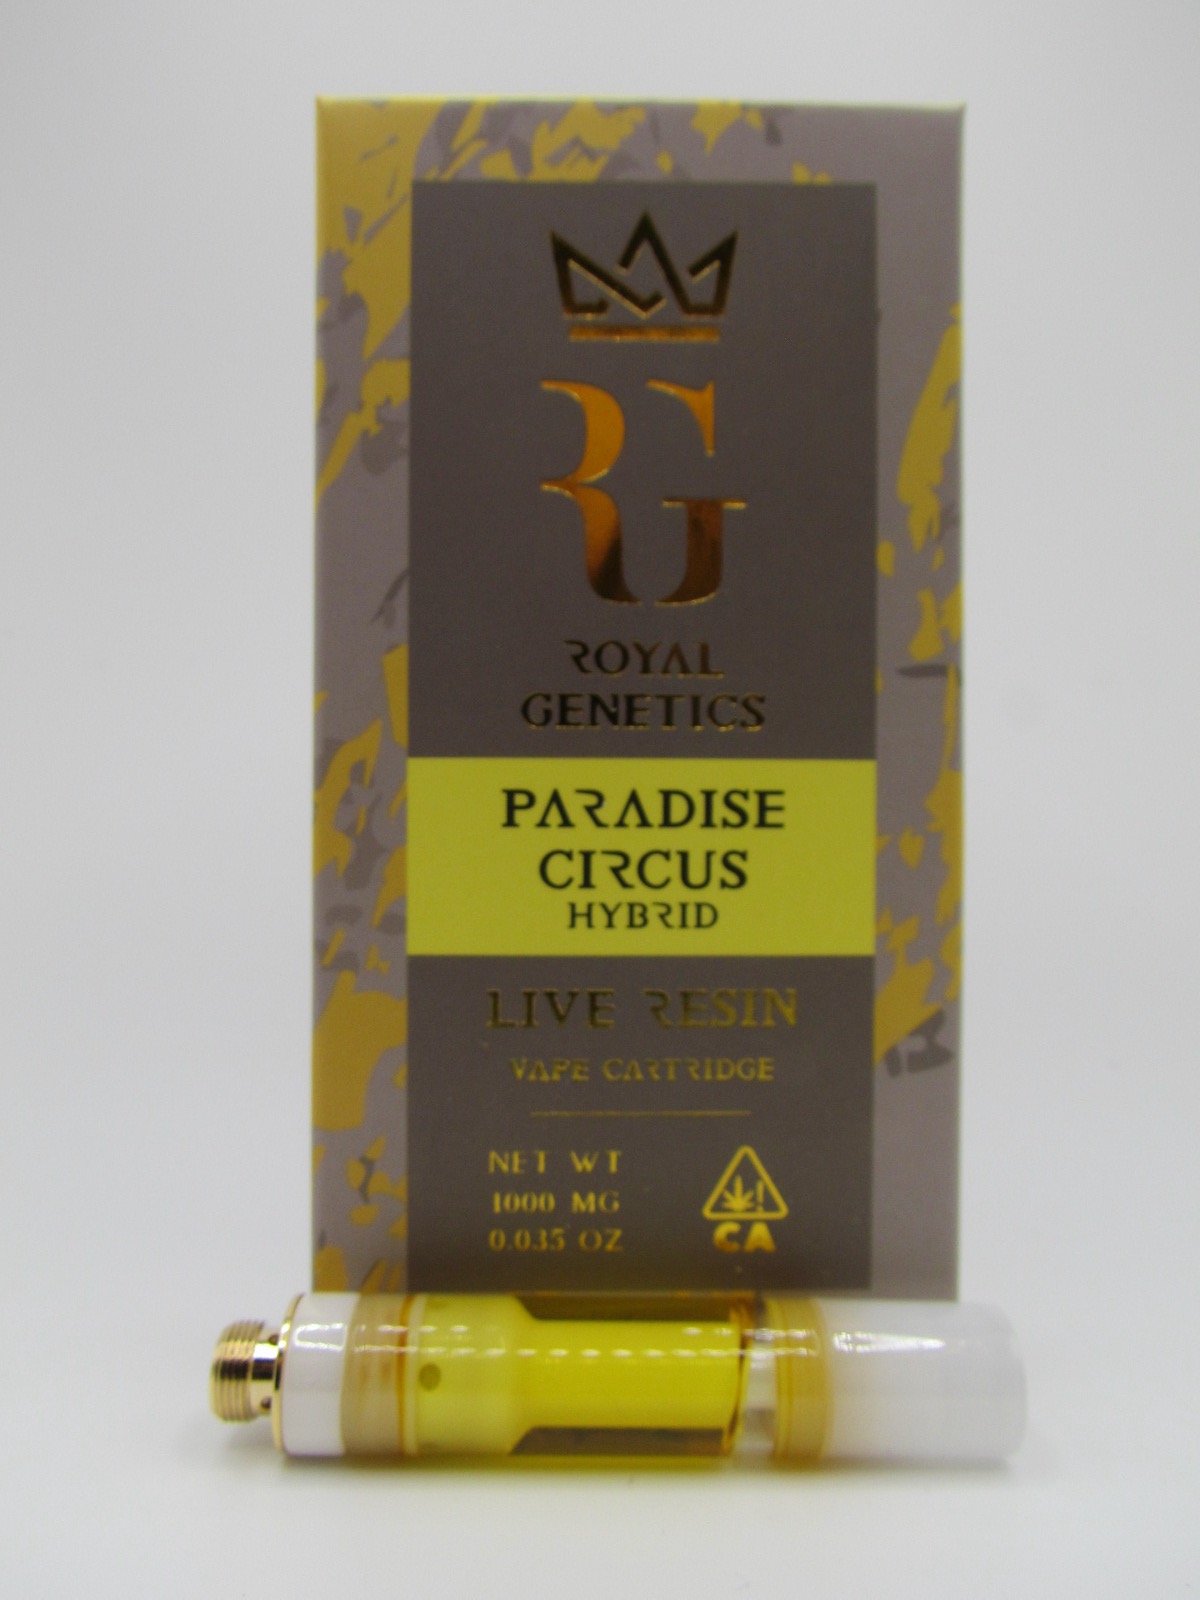 RG
ROYAL
GENETICS
PARADISE
CIRCUS
HYBRID
LIVE RESIN
VAPE CARTRIDGE
NET WT
1000 MG
0.035 OZ
!
CA